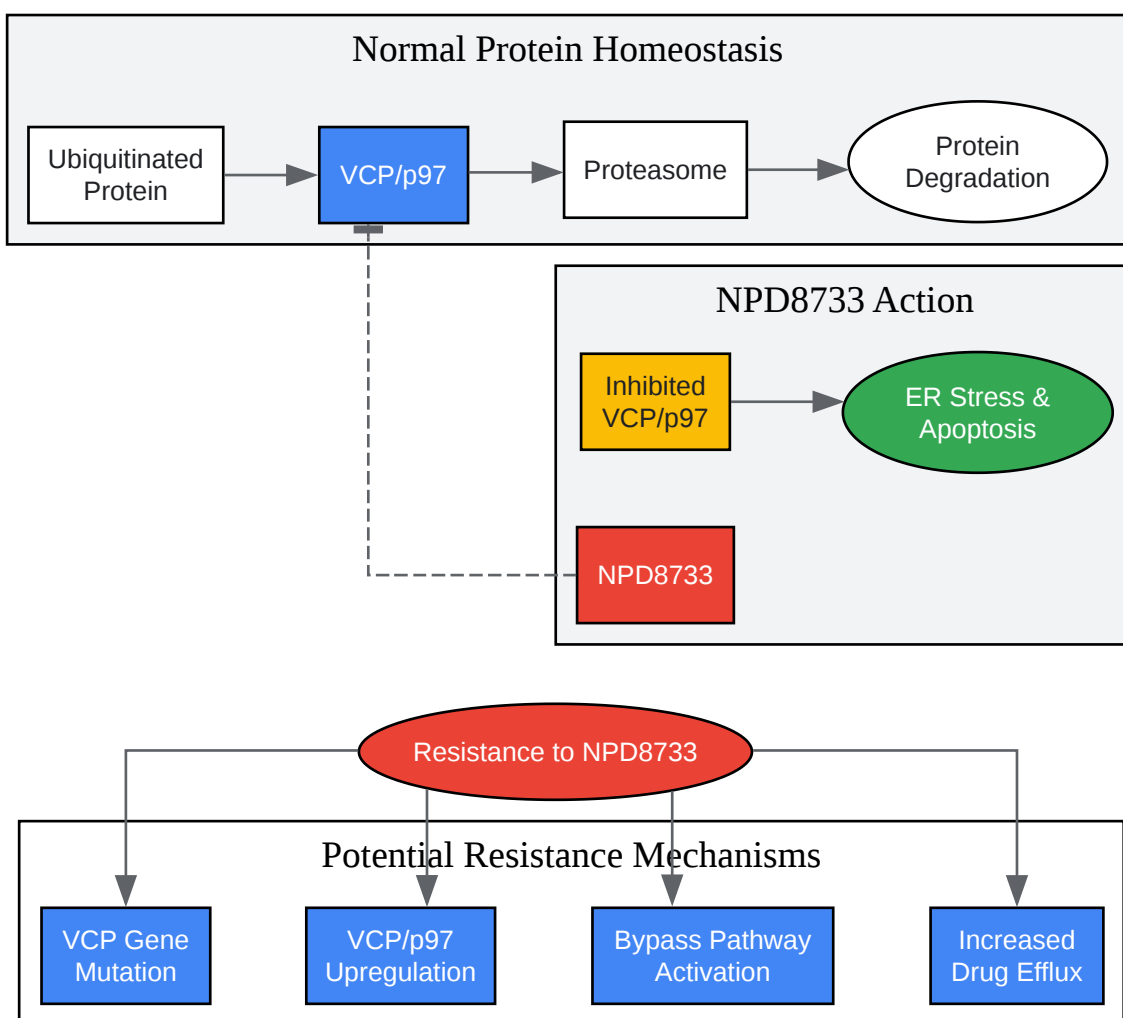 Normal Protein Homeostasis
Ubiquitinated
Protein
VCP/p97
Proteasome
Protein
Degradation
NPD8733 Action
Inhibited
VCP/p97
ER Stress &
Apoptosis
NPD8733
Resistance to NPD8733
Potential Resistance Mechanisms
VCP Gene
Mutation
VCP/p97
Upregulation
Bypass Pathway
Activation
Increased
Drug Efflux